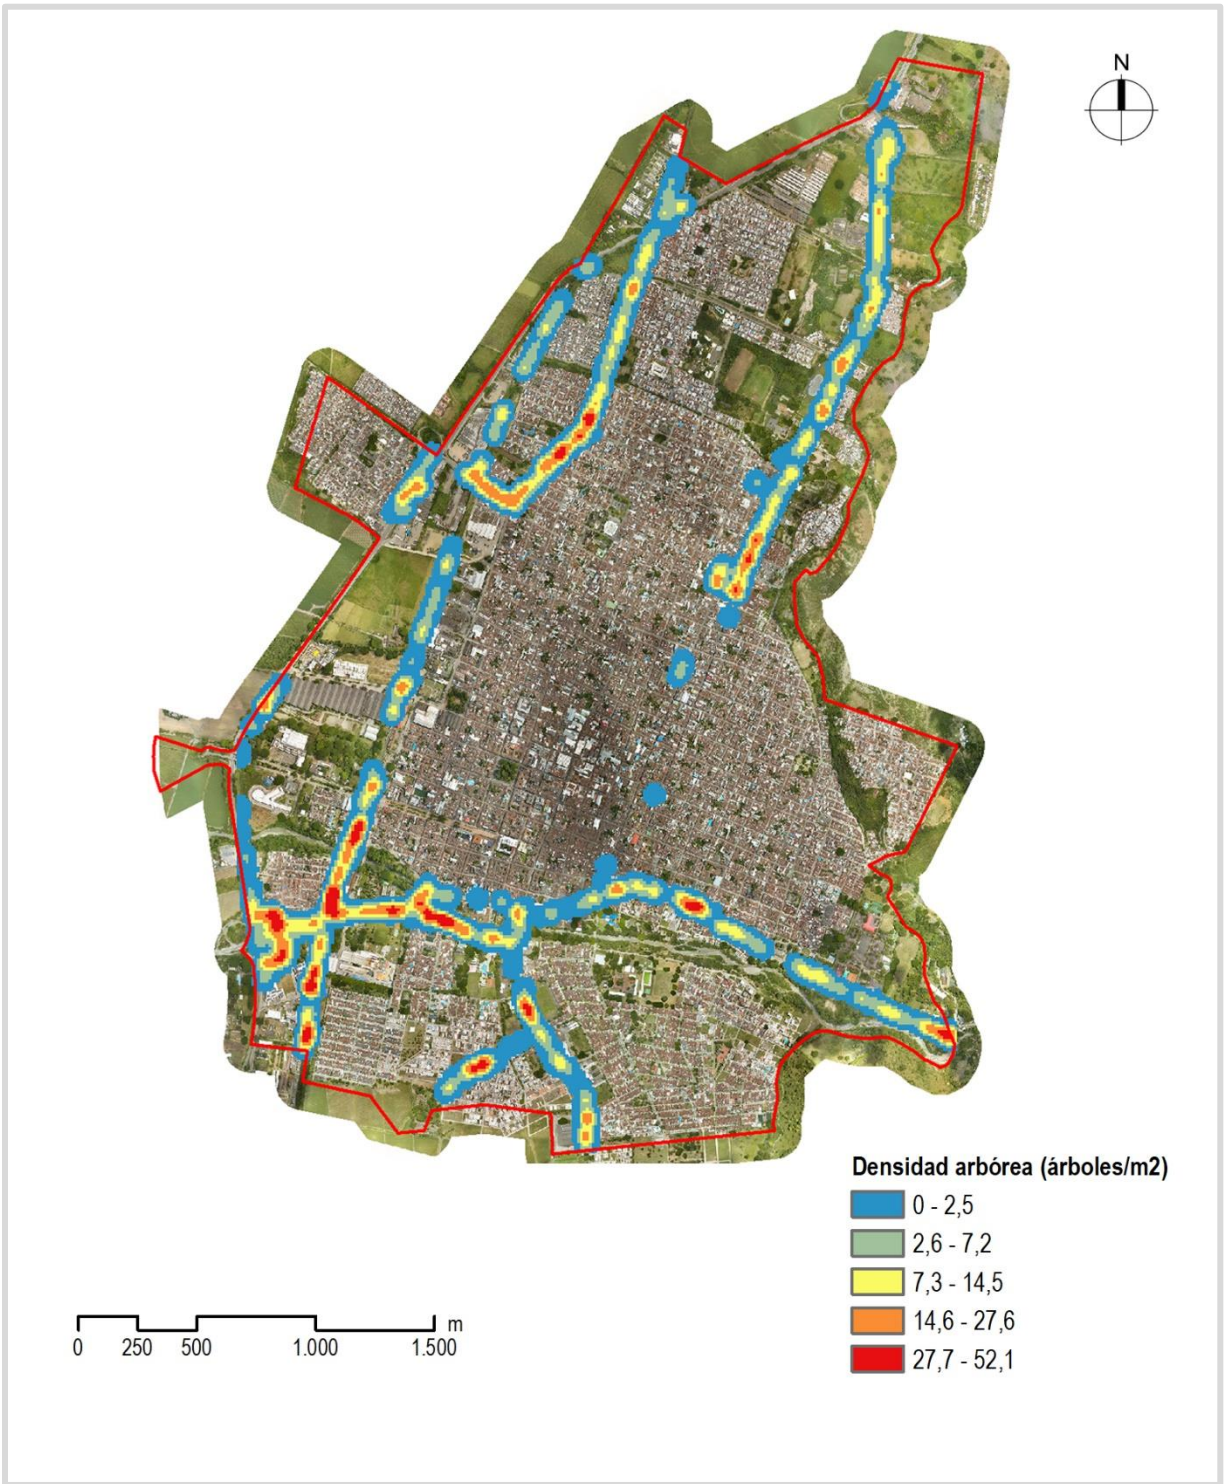 N
Densidad arbórea (árboles/m2)
0 - 2,5
2,6 - 7,2
7,3 - 14,5
14,6 - 27,6
27,7 - 52,1
m
0 250 500 1.000 1.500